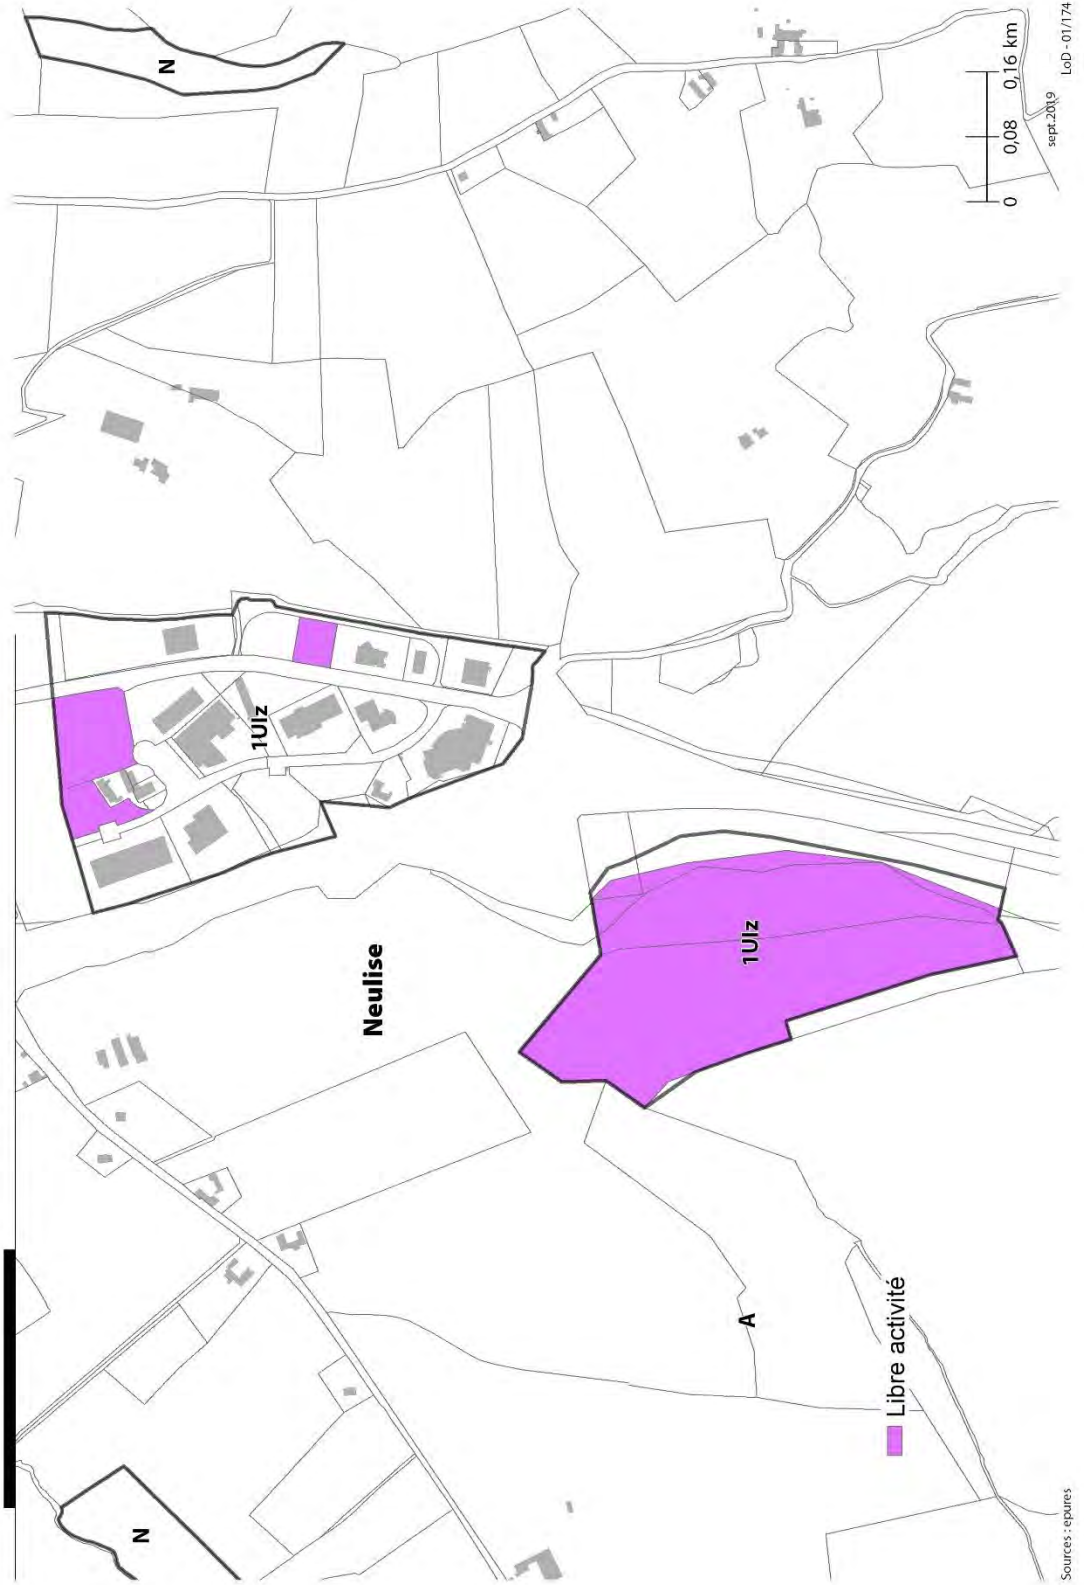 N
N
1UIz
Neulise
1UIz
A
Libre activité
0 0,08 0,16 km
sept.2019
Sources : epures
LoD - 01/174